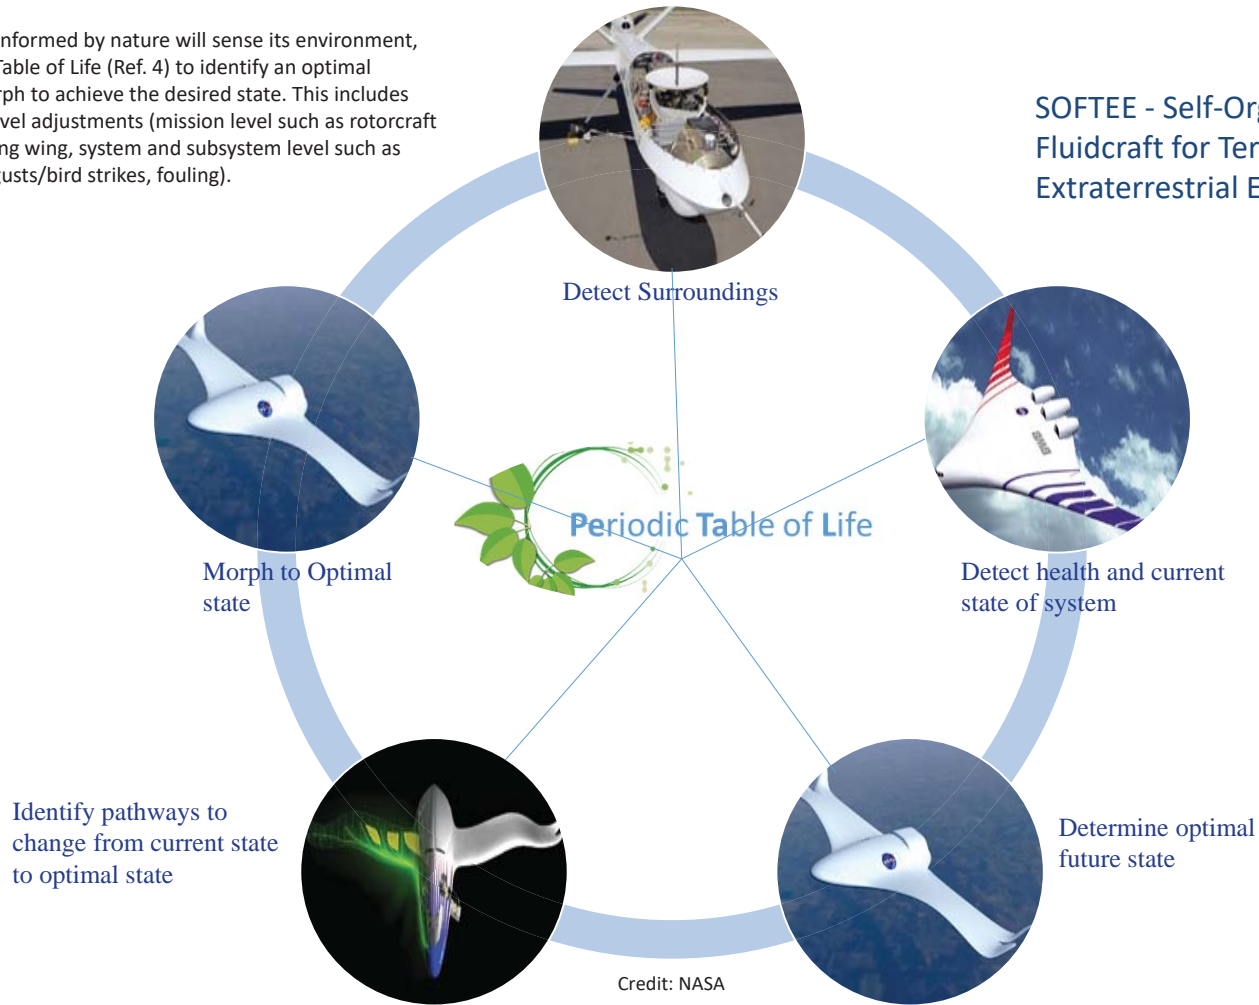 nformed by nature will sense its environment,
Table of Life (Ref. 4) to identify an optimal
rph to achieve the desired state. This includes
vel adjustments (mission level such as rotorcraft
ng wing, system and subsystem level such as
gusts/bird strikes, fouling).
SOFTEE - Self-Org
Fluidcraft for Ter
Extraterrestrial E
Detect Surroundings
BWB
Periodic Table of Life
Morph to Optimal
state
Detect health and current
state of system
Identify pathways to
change from current state
to optimal state
Determine optimal
future state
Credit: NASA